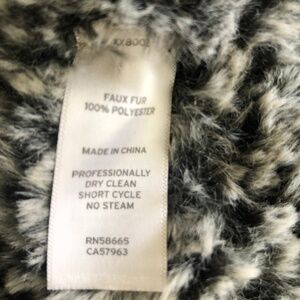 FAUX FUR
100% POLYESTER
MADE IN CHINA
PROFESSIONALLY
DRY CLEAN
SHORT CYCLE
NO STEAM
RN58665
CA57963